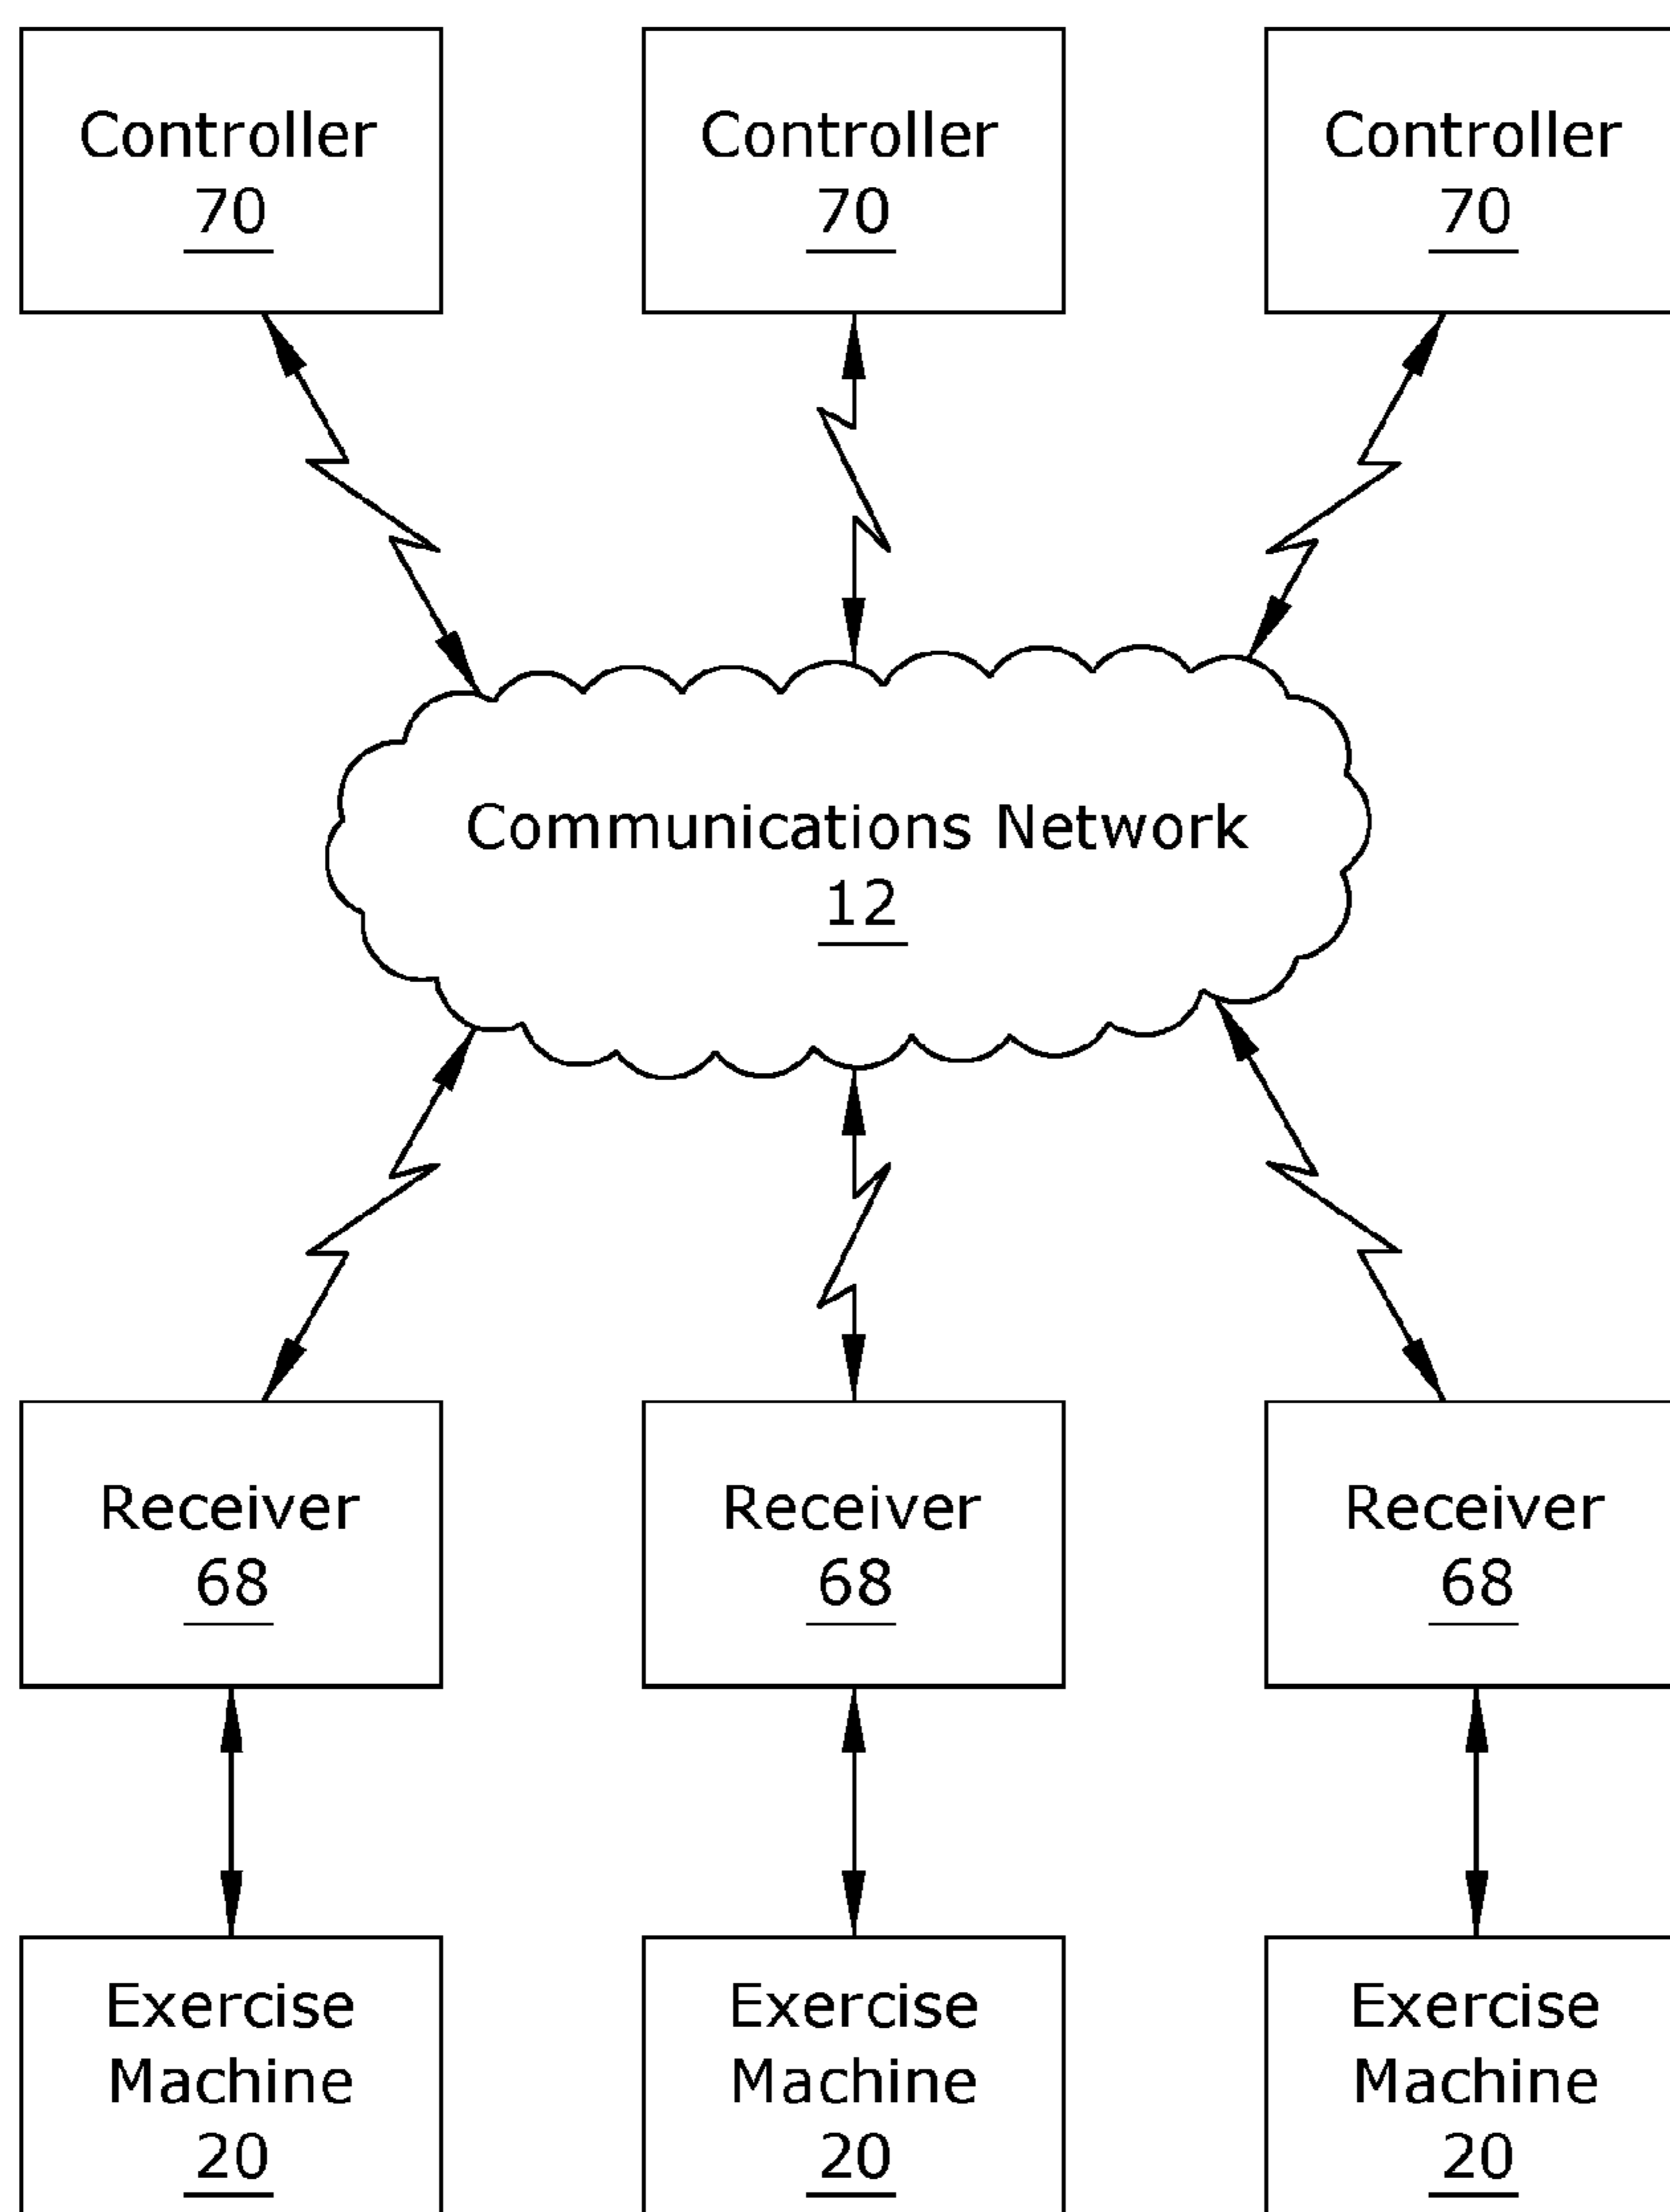 Controller
70
Controller
70
Controller
70
Communications Network
12
Receiver
68
Receiver
68
Receiver
68
Exercise
Machine
20
Exercise
Machine
20
Exercise
Machine
20